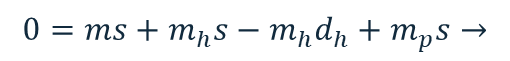 0 = ms + m_h s − m_h d_h + m_p s →